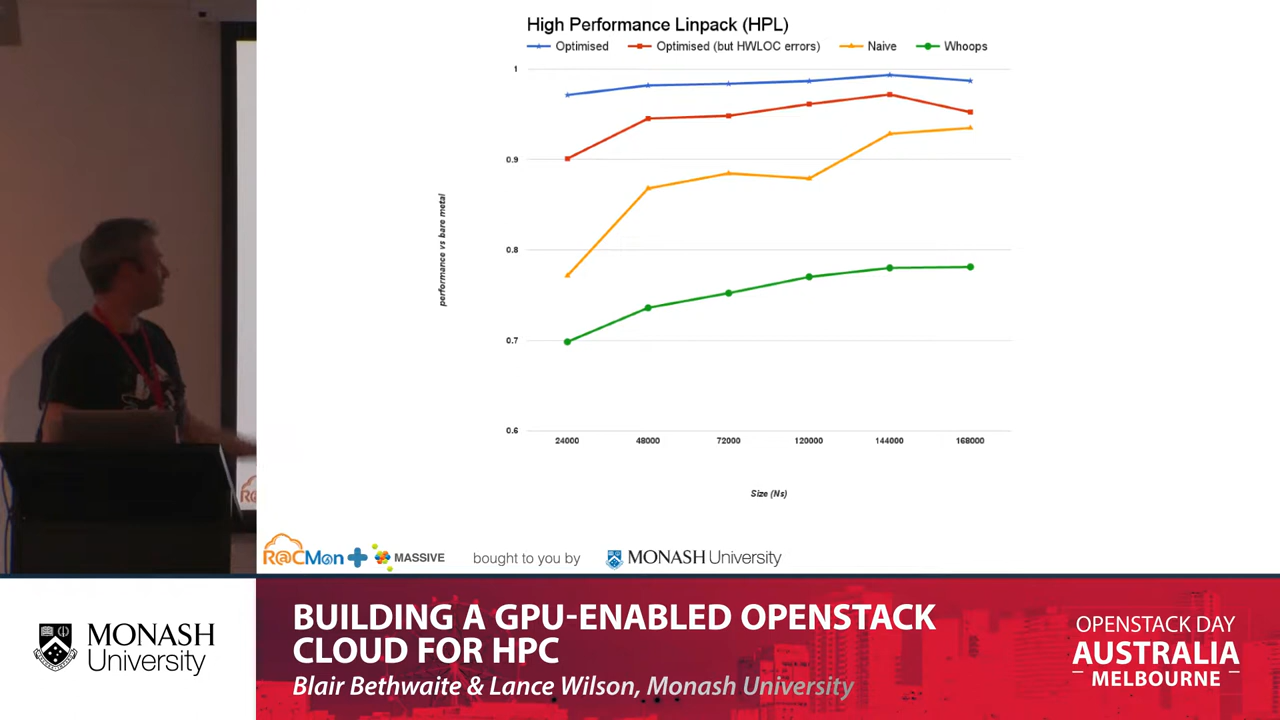 High Performance Linpack (HPL)
Optimised
Optimised (but HWLOC errors)
Naive
Whoops
1
0.9
0.8
0.7
0.6
performance vs bare metal
24000
48000
72000
120000
144000
168000
Size (Ns)
R@CMon
MASSIVE
bought to you by
MONASH University
MONASH
University
BUILDING A GPU-ENABLED OPENSTACK
CLOUD FOR HPC
Blair Bethwaite & Lance Wilson, Monash University
OPENSTACK DAY
AUSTRALIA
MELBOURNE